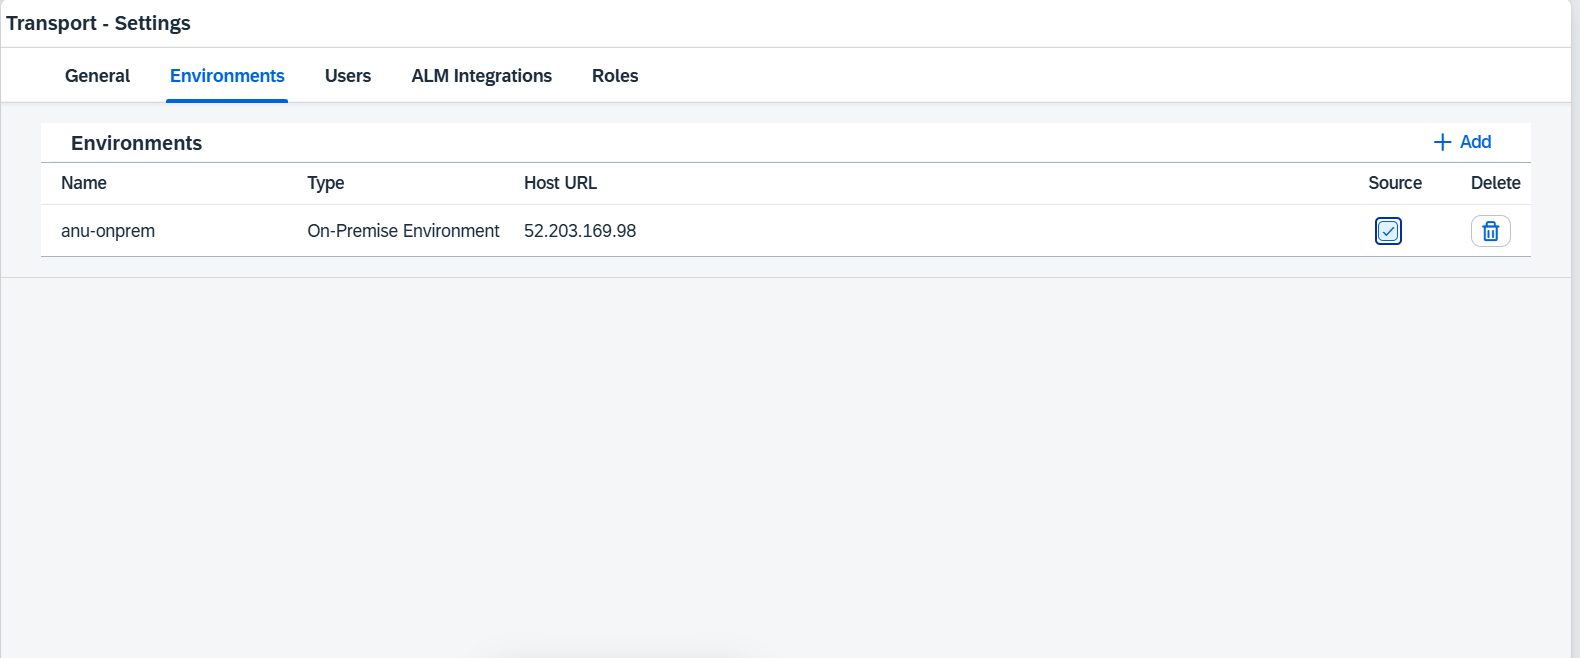 Transport - Settings
General Environments Users ALM Integrations Roles
Environments Add
Name Type Host URL Source Delete
anu-onprem On-Premise Environment 52.203.169.98